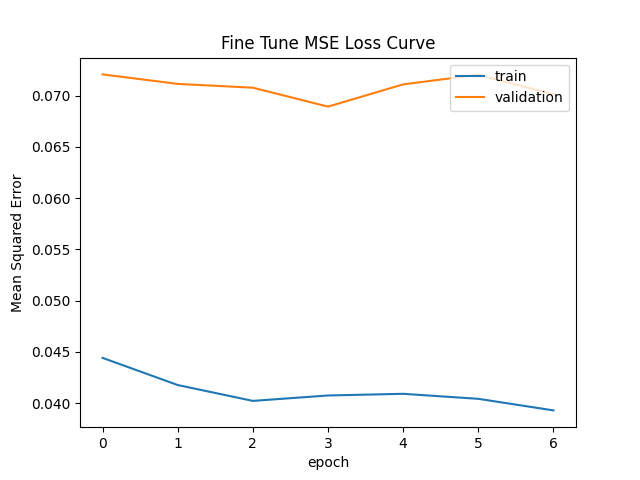 Fine Tune MSE Loss Curve
train
validation
Mean Squared Error
0.070
0.065
0.060
0.055
0.050
0.045
0.040
0 1 2 3 4 5 6
epoch